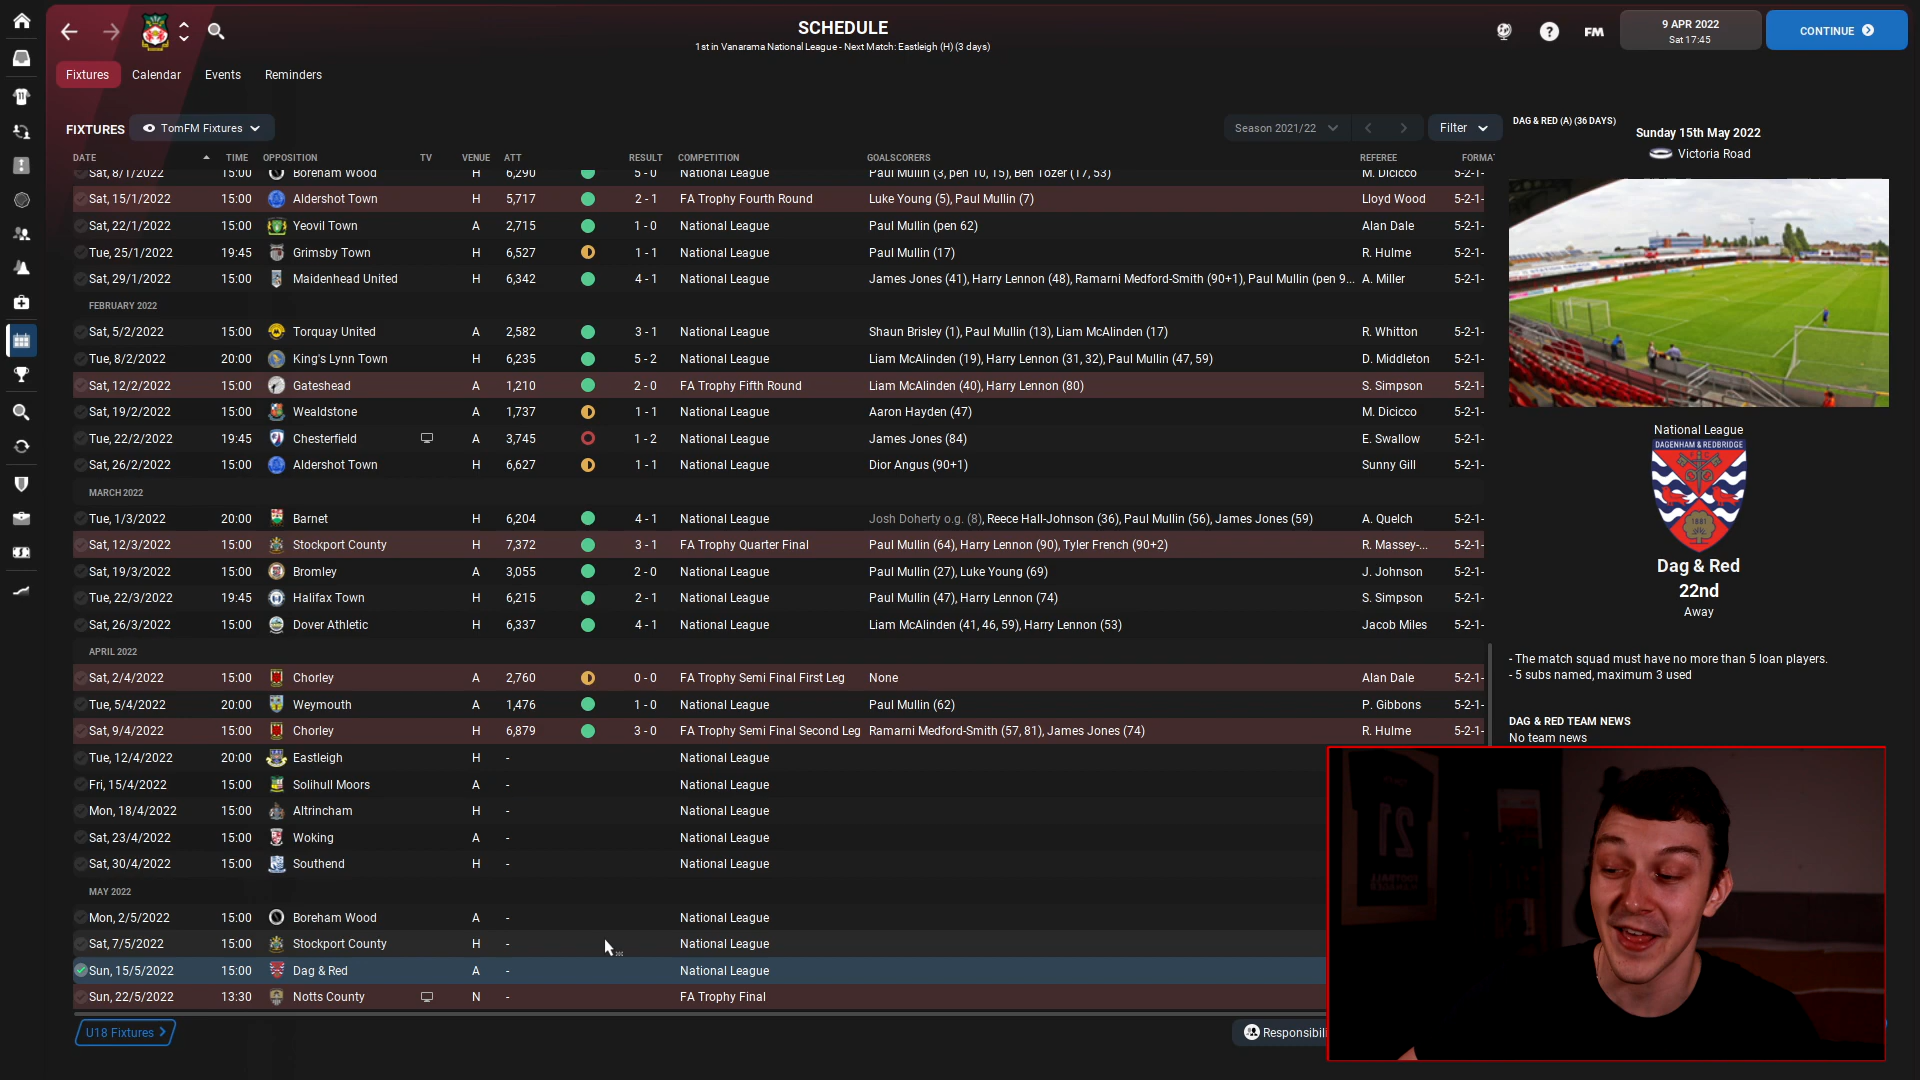 SCHEDULE
1st in Vanarama National League - Next Match: Eastleigh (H) (3 days)
FM
9 APR 2022
Sat 17:45
CONTINUE
Fixtures Calendar Events Reminders
FIXTURES TomFM Fixtures Season 2021/22 Filter
DATE TIME OPPOSITION TV VENUE ATT RESULT COMPETITION GOALSCORERS REFEREE FORMA
Sat, 8/1/2022 15:00 Boreham Wood H 6,290 5 - 0 National League Paul Mullin (3, pen 10, 15), Ben Tozer (17, 53) M. Dicicco 5-2-1-
Sat, 15/1/2022 15:00 Aldershot Town H 5,717 2 - 1 FA Trophy Fourth Round Luke Young (5), Paul Mullin (7) Lloyd Wood 5-2-1-
Sat, 22/1/2022 15:00 Yeovil Town A 2,715 1 - 0 National League Paul Mullin (pen 62) Alan Dale 5-2-1-
Tue, 25/1/2022 19:45 Grimsby Town H 6,527 1 - 1 National League Paul Mullin (17) R. Hulme 5-2-1-
Sat, 29/1/2022 15:00 Maidenhead United H 6,342 4 - 1 National League James Jones (41), Harry Lennon (48), Ramarni Medford-Smith (90+1), Paul Mullin (pen 9... A. Miller 5-2-1-
FEBRUARY 2022
Sat, 5/2/2022 15:00 Torquay United A 2,582 3 - 1 National League Shaun Brisley (1), Paul Mullin (13), Liam McAlinden (17) R. Whitton 5-2-1-
Tue, 8/2/2022 20:00 King's Lynn Town H 6,235 5 - 2 National League Liam McAlinden (19), Harry Lennon (31, 32), Paul Mullin (47, 59) D. Middleton 5-2-1-
Sat, 12/2/2022 15:00 Gateshead A 1,210 2 - 0 FA Trophy Fifth Round Liam McAlinden (40), Harry Lennon (80) S. Simpson 5-2-1-
Sat, 19/2/2022 15:00 Wealdstone A 1,737 1 - 1 National League Aaron Hayden (47) M. Dicicco 5-2-1-
Tue, 22/2/2022 19:45 Chesterfield A 3,745 1 - 2 National League James Jones (84) E. Swallow 5-2-1-
Sat, 26/2/2022 15:00 Aldershot Town H 6,627 1 - 1 National League Dior Angus (90+1) Sunny Gill 5-2-1-
MARCH 2022
Tue, 1/3/2022 20:00 Barnet H 6,204 4 - 1 National League Josh Doherty o.g. (8), Reece Hall-Johnson (36), Paul Mullin (56), James Jones (59) A. Quelch 5-2-1-
Sat, 12/3/2022 15:00 Stockport County H 7,372 3 - 1 FA Trophy Quarter Final Paul Mullin (64), Harry Lennon (90), Tyler French (90+2) R. Massey-... 5-2-1-
Sat, 19/3/2022 15:00 Bromley A 3,055 2 - 0 National League Paul Mullin (27), Luke Young (69) J. Johnson 5-2-1-
Tue, 22/3/2022 19:45 Halifax Town H 6,215 2 - 1 National League Paul Mullin (47), Harry Lennon (74) S. Simpson 5-2-1-
Sat, 26/3/2022 15:00 Dover Athletic H 6,337 4 - 1 National League Liam McAlinden (41, 46, 59), Harry Lennon (53) Jacob Miles 5-2-1-
APRIL 2022
Sat, 2/4/2022 15:00 Chorley A 2,760 0 - 0 FA Trophy Semi Final First Leg None Alan Dale 5-2-1-
Tue, 5/4/2022 20:00 Weymouth A 1,476 1 - 0 National League Paul Mullin (62) P. Gibbons 5-2-1-
Sat, 9/4/2022 15:00 Chorley H 6,879 3 - 0 FA Trophy Semi Final Second Leg Ramarni Medford-Smith (57, 81), James Jones (74) R. Hulme 5-2-1-
Tue, 12/4/2022 20:00 Eastleigh H - National League
Fri, 15/4/2022 15:00 Solihull Moors A - National League
Mon, 18/4/2022 15:00 Altrincham H - National League
Sat, 23/4/2022 15:00 Woking A - National League
Sat, 30/4/2022 15:00 Southend H - National League
MAY 2022
Mon, 2/5/2022 15:00 Boreham Wood A - National League
Sat, 7/5/2022 15:00 Stockport County H - National League
Sun, 15/5/2022 15:00 Dag & Red A - National League
Sun, 22/5/2022 13:30 Notts County N - FA Trophy Final
U18 Fixtures
Responsibili
DAG & RED (A) (36 DAYS)
Sunday 15th May 2022
Victoria Road
National League
DAGENHAM & REDBRIDGE
1881
Dag & Red
22nd
Away
- The match squad must have no more than 5 loan players.
- 5 subs named, maximum 3 used
DAG & RED TEAM NEWS
No team news
21